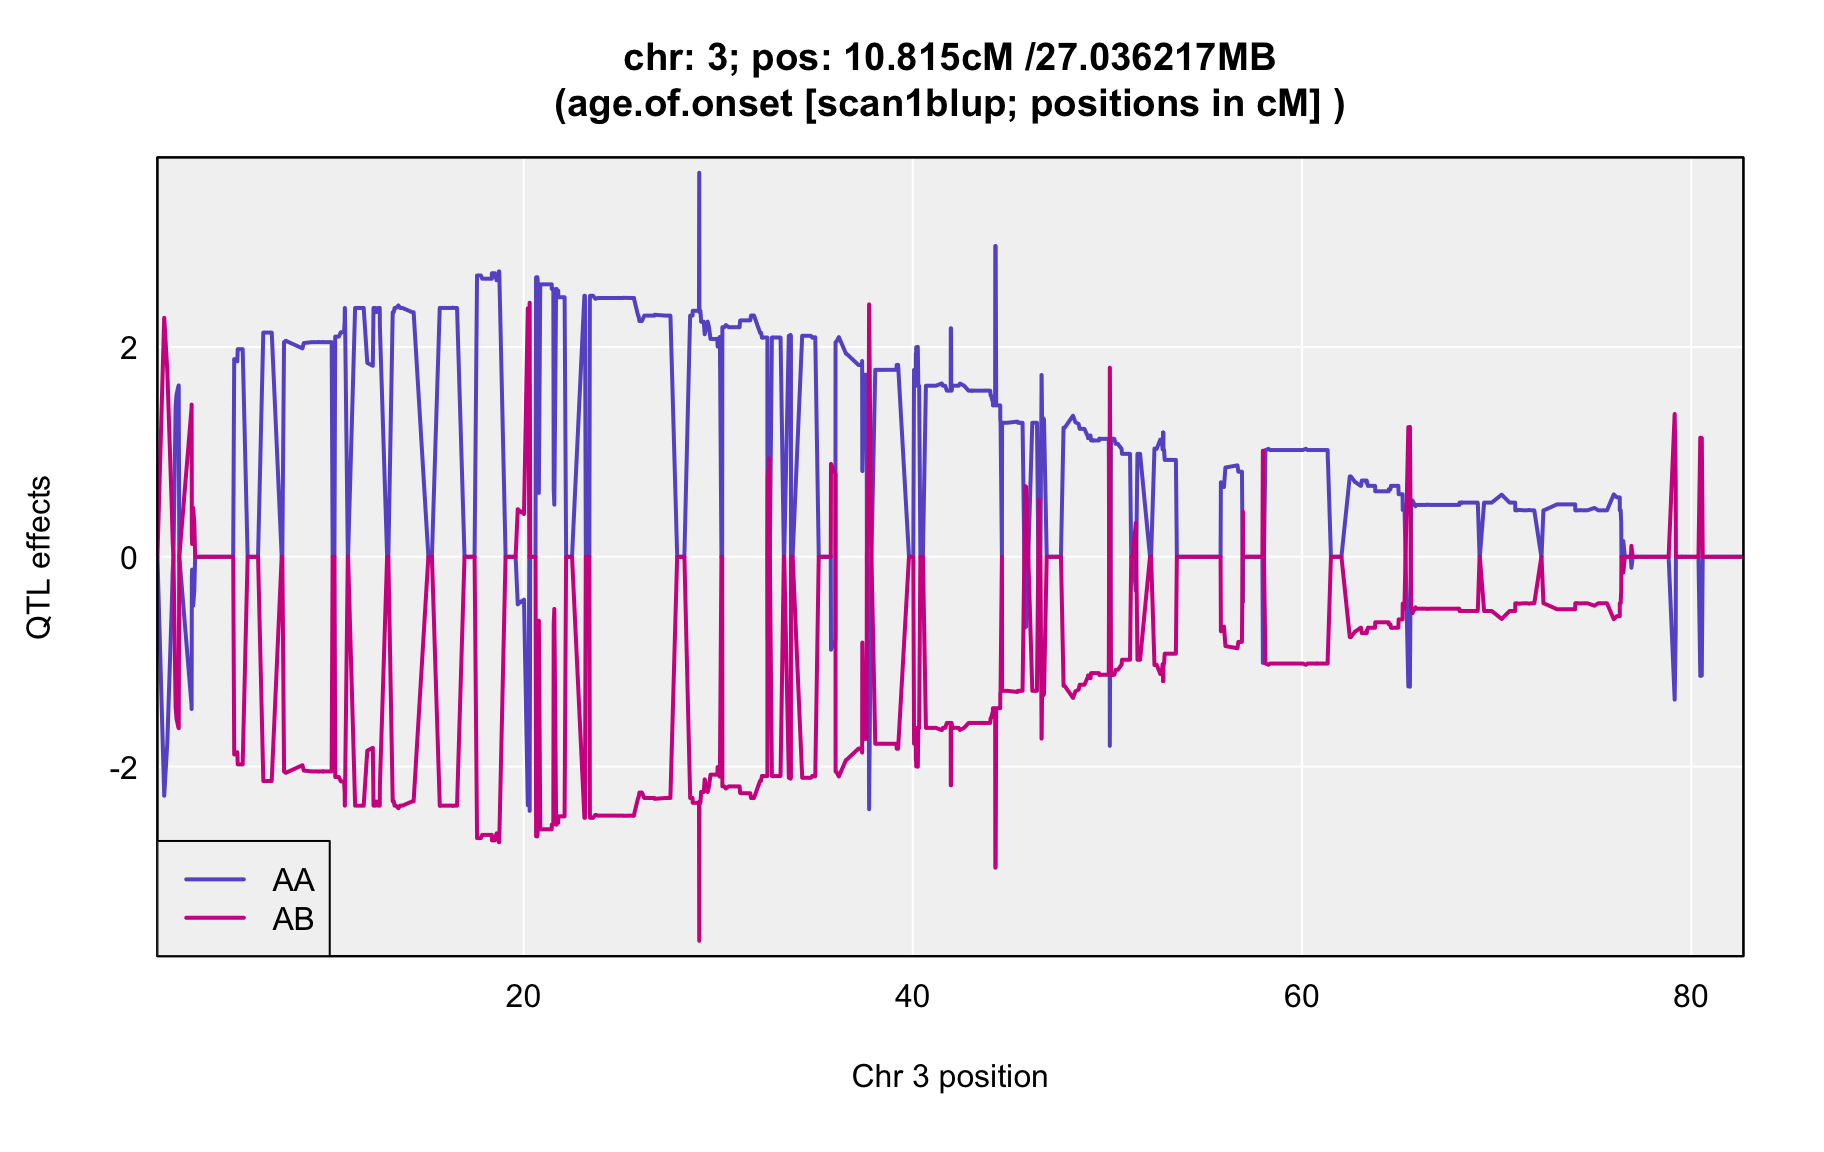 chr: 3; pos: 10.815cM /27.036217MB
(age.of.onset [scan1blup; positions in cM] )
QTL effects
2
0
-2
AA
AB
20
40
60
80
Chr 3 position